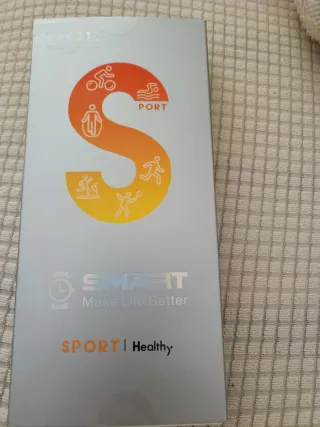 S
PORT
SMART
Make Life Better
SPORT | Healthy